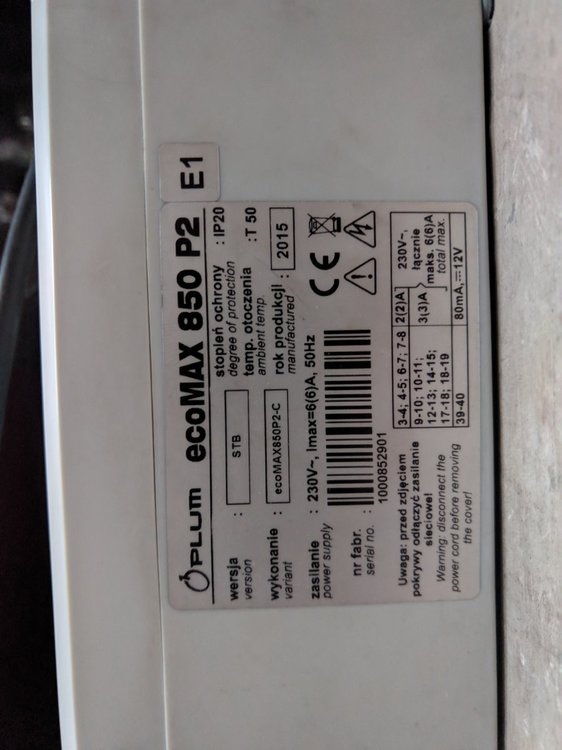 PLUM ecoMAX 850 P2 E1
wersja : STB
version
stopień ochrony : IP20
degree of protection
wykonanie : ecoMAX850P2-C
variant
temp. otoczenia : T 50
ambient temp.
rok produkcji : 2015
manufactured
zasilanie : 230V~, Imax=6(6)A, 50Hz
power supply
CE
nr fabr. :
serial no. :
1000852901
Uwaga: przed zdjęciem
pokrywy odłączyć zasilanie
sieciowe!
Warning: disconnect the
power cord before removing
the cover!
3-4; 4-5; 6-7; 7-8 2(2)A 230V~,
9-10; 10-11; 3(3)A łącznie
12-13; 14-15; maks. 6(6)A
17-18; 18-19 total max.
39-40 80mA, 12V